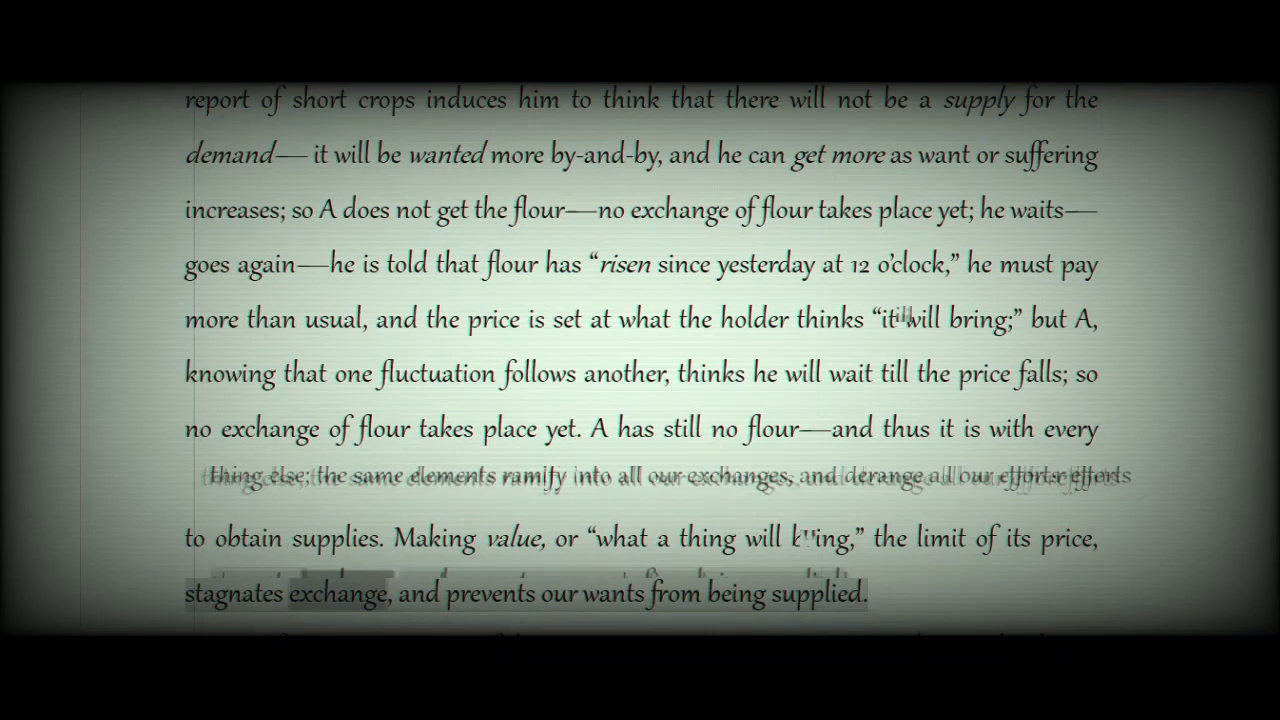 report of short crops induces him to think that there will not be a supply for the
demand— it will be wanted more by-and-by, and he can get more as want or suffering
increases; so A does not get the flour—no exchange of flour takes place yet; he waits—
goes again—he is told that flour has “risen since yesterday at 12 o’clock,” he must pay
more than usual, and the price is set at what the holder thinks “it will bring;” but A,
knowing that one fluctuation follows another, thinks he will wait till the price falls; so
no exchange of flour takes place yet. A has still no flour—and thus it is with every
thing else; the same elements ramify into all our exchanges, and derange all our efforts
to obtain supplies. Making value, or “what a thing will bring,” the limit of its price,
stagnates exchange, and prevents our wants from being supplied.